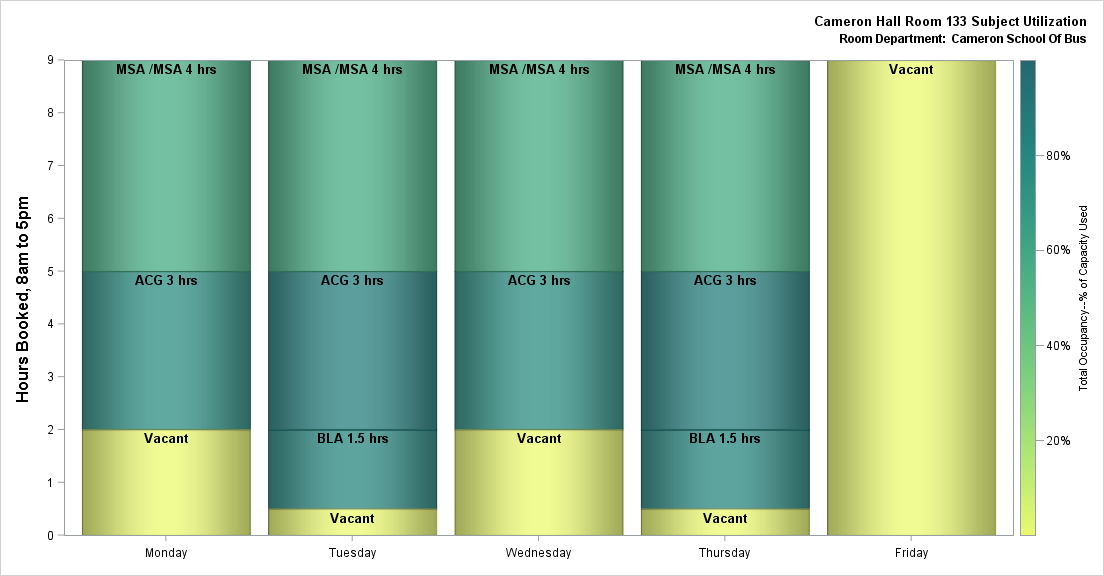 Cameron Hall Room 133 Subject Utilization
Room Department: Cameron School Of Bus
Hours Booked, 8am to 5pm
9
8
7
6
5
4
3
2
1
0
MSA /MSA 4 hrs
ACG 3 hrs
Vacant
Monday
MSA /MSA 4 hrs
ACG 3 hrs
BLA 1.5 hrs
Vacant
Tuesday
MSA /MSA 4 hrs
ACG 3 hrs
Vacant
Wednesday
MSA /MSA 4 hrs
ACG 3 hrs
BLA 1.5 hrs
Vacant
Thursday
Vacant
Friday
80%
60%
40%
20%
Total Occupancy--% of Capacity Used